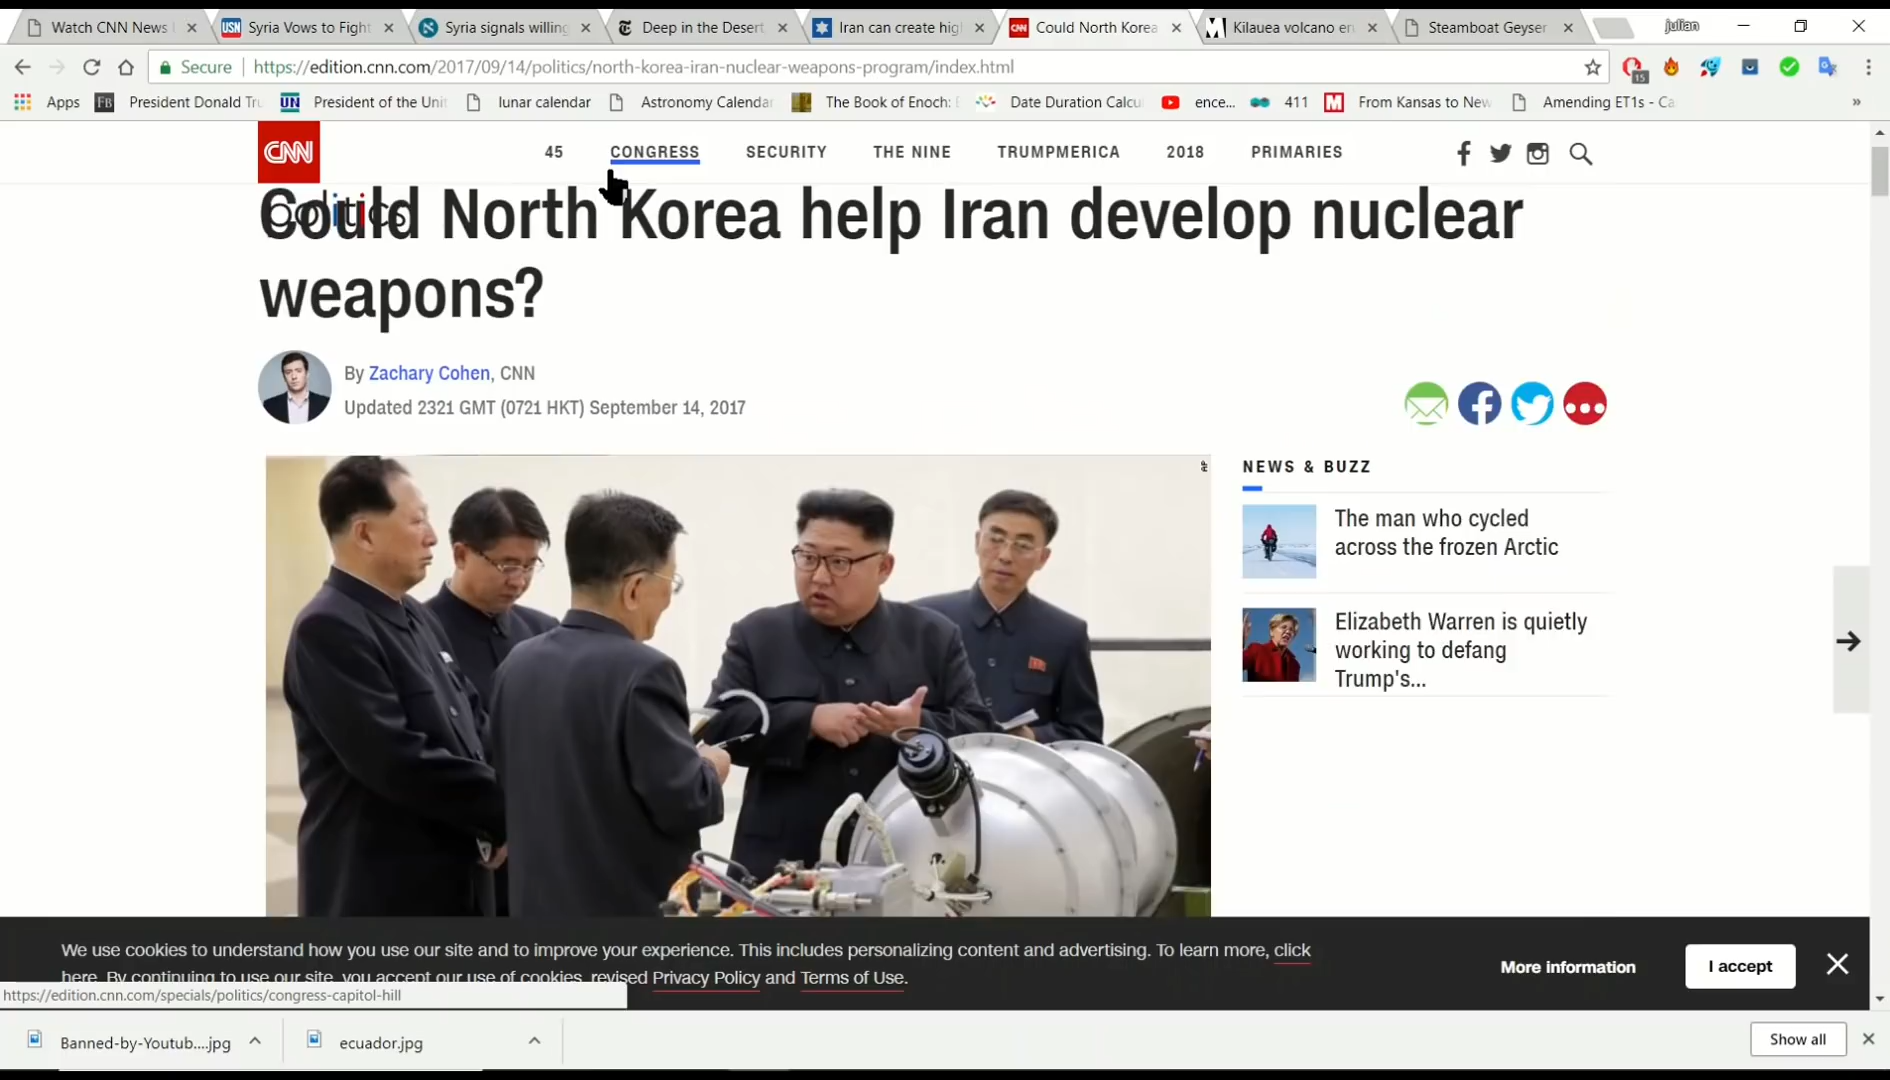 Watch CNN News
Syria Vows to Fight
Syria signals willing
Deep in the Desert
Iran can create hig
Could North Korea
Kilauea volcano er
Steamboat Geyser
julian
Secure
https://edition.cnn.com/2017/09/14/politics/north-korea-iran-nuclear-weapons-program/index.html
15
Apps
FB
President Donald Tru
UN
President of the Unit
lunar calendar
Astronomy Calendar
The Book of Enoch:
Date Duration Calcu
ence...
411
From Kansas to New
Amending ET1s - Ca
»
CNN
politics
45
CONGRESS
SECURITY
THE NINE
TRUMPMERICA
2018
PRIMARIES
Could North Korea help Iran develop nuclear
weapons?
By Zachary Cohen, CNN
Updated 2321 GMT (0721 HKT) September 14, 2017
NEWS & BUZZ
The man who cycled
across the frozen Arctic
Elizabeth Warren is quietly
working to defang
Trump's...
We use cookies to understand how you use our site and to improve your experience. This includes personalizing content and advertising. To learn more, click
here. By continuing to use our site, you accept our use of cookies, revised Privacy Policy and Terms of Use.
More information
I accept
https://edition.cnn.com/specials/politics/congress-capitol-hill
Banned-by-Youtub....jpg
ecuador.jpg
Show all